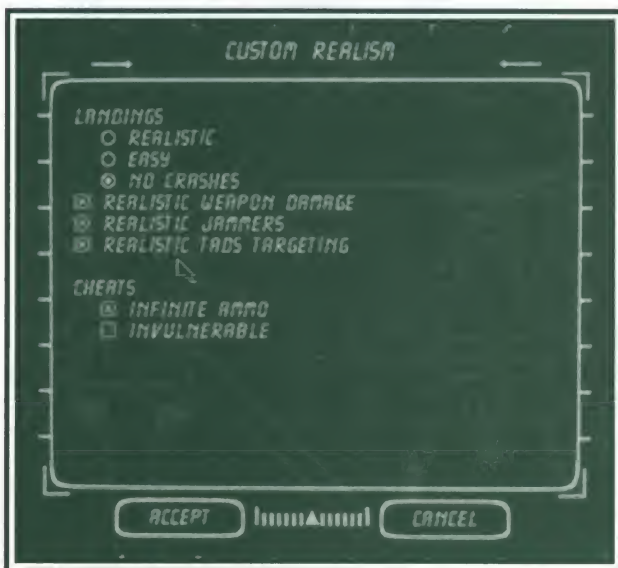 CUSTOM REALISM
LANDINGS
REALISTIC
EASY
NO CRASHES
REALISTIC WEAPON DAMAGE
REALISTIC JAMMERS
REALISTIC TADS TARGETING
CHEATS
INFINITE AMMO
INVULNERABLE
ACCEPT
CANCEL